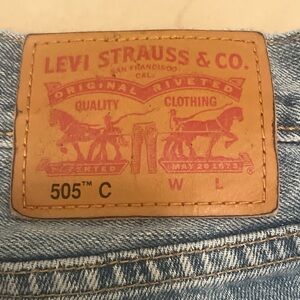 LEVI STRAUSS & CO.
SAN FRANCISCO
CAL.
ORIGINAL RIVETED
QUALITY CLOTHING
PATENTED MAY 20 1873
505™ C W L